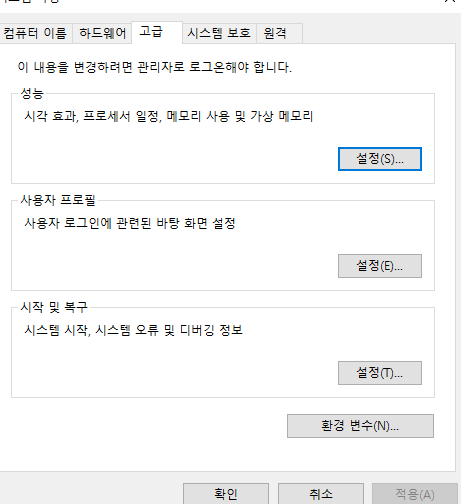 컴퓨터 이름
하드웨어
고급
시스템 보호
원격
이 내용을 변경하려면 관리자로 로그온해야 합니다.
성능
시각 효과, 프로세서 일정, 메모리 사용 및 가상 메모리
설정(S)...
사용자 프로필
사용자 로그인에 관련된 바탕 화면 설정
설정(E)...
시작 및 복구
시스템 시작, 시스템 오류 및 디버깅 정보
설정(T)...
환경 변수(N)...
확인
취소
적용(A)